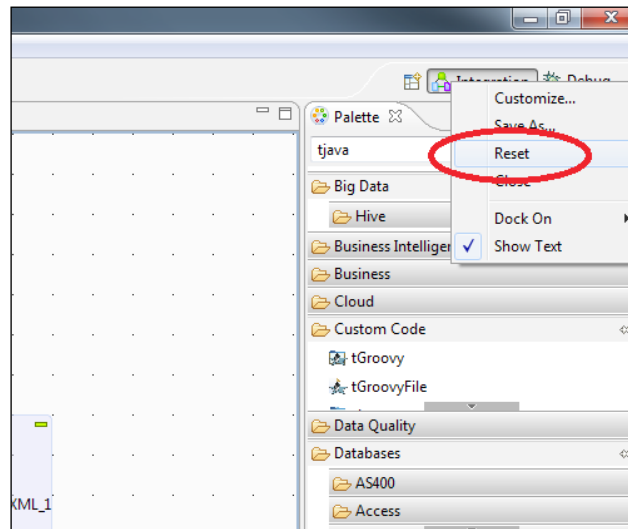 Integration Debug
Customize...
Palette
Save As...
tjava
Reset
Close
Big Data
Hive
Dock On
Business Intelliger
Show Text
Business
Cloud
Custom Code
tGroovy
tGroovyFile
Data Quality
Databases
AS400
XML_1
Access